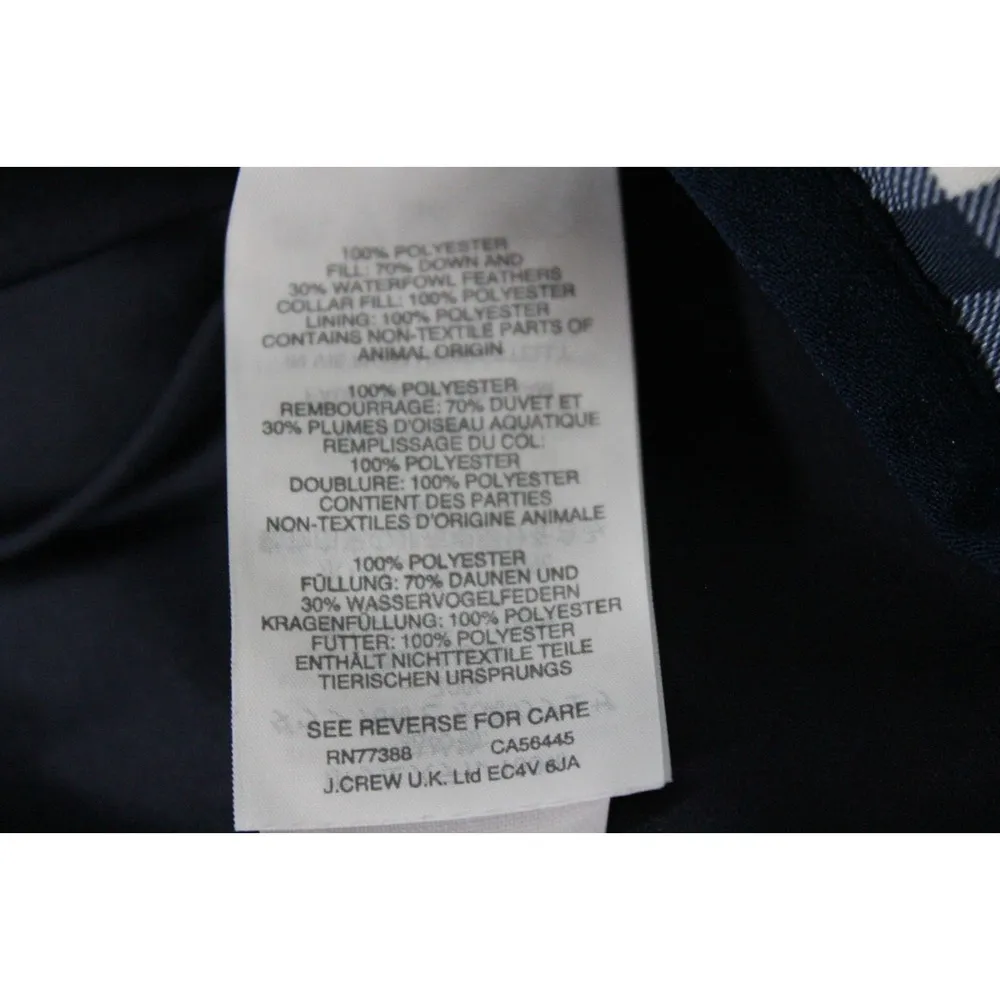 100% POLYESTER
FILL: 70% DOWN AND
30% WATERFOWL FEATHERS
COLLAR FILL: 100% POLYESTER
LINING: 100% POLYESTER
CONTAINS NON-TEXTILE PARTS OF
ANIMAL ORIGIN
100% POLYESTER
REMBOURRAGE: 70% DUVET ET
30% PLUMES D'OISEAU AQUATIQUE
REMPLISSAGE DU COL:
100% POLYESTER
DOUBLURE: 100% POLYESTER
CONTIENT DES PARTIES
NON-TEXTILES D'ORIGINE ANIMALE
100% POLYESTER
FÜLLUNG: 70% DAUNEN UND
30% WASSERVOGELFEDERN
KRAGENFÜLLUNG: 100% POLYESTER
FUTTER: 100% POLYESTER
ENTHÄLT NICHTTEXTILE TEILE
TIERISCHEN URSPRUNGS
SEE REVERSE FOR CARE
RN77388 CA56445
J.CREW U.K. Ltd EC4V 6JA